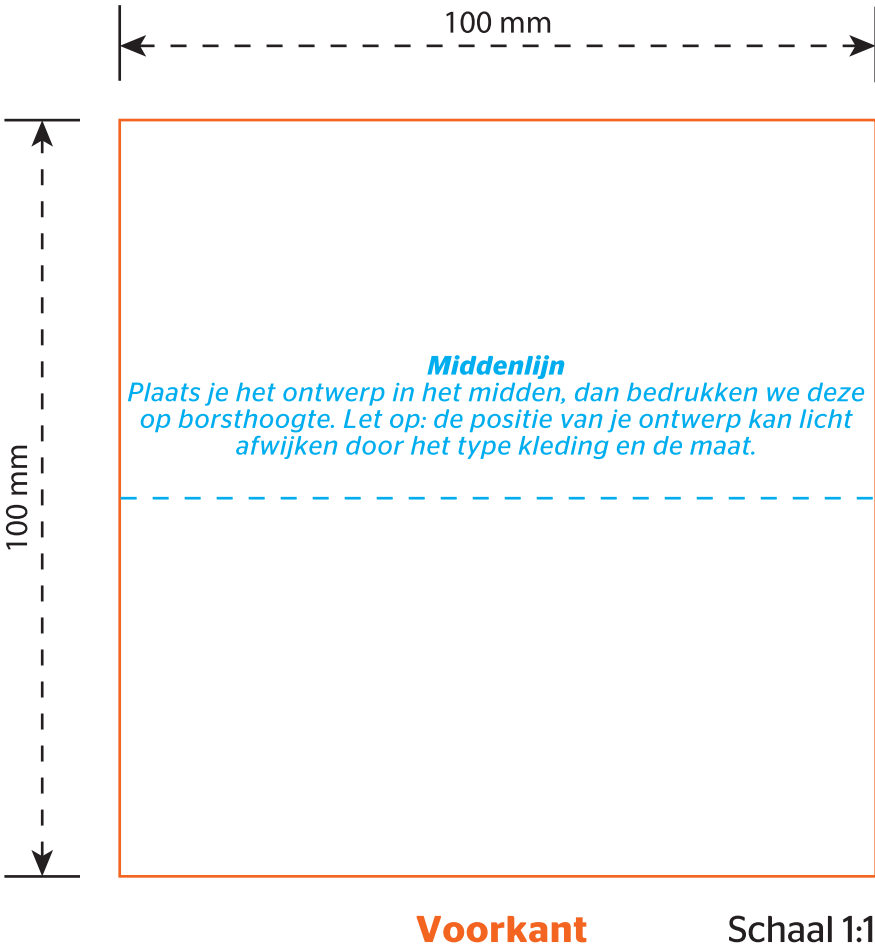 100 mm
100 mm
Middenlijn
Plaats je het ontwerp in het midden, dan bedrukken we deze
op borsthoogte. Let op: de positie van je ontwerp kan licht
afwijken door het type kleding en de maat.
Voorkant
Schaal 1:1